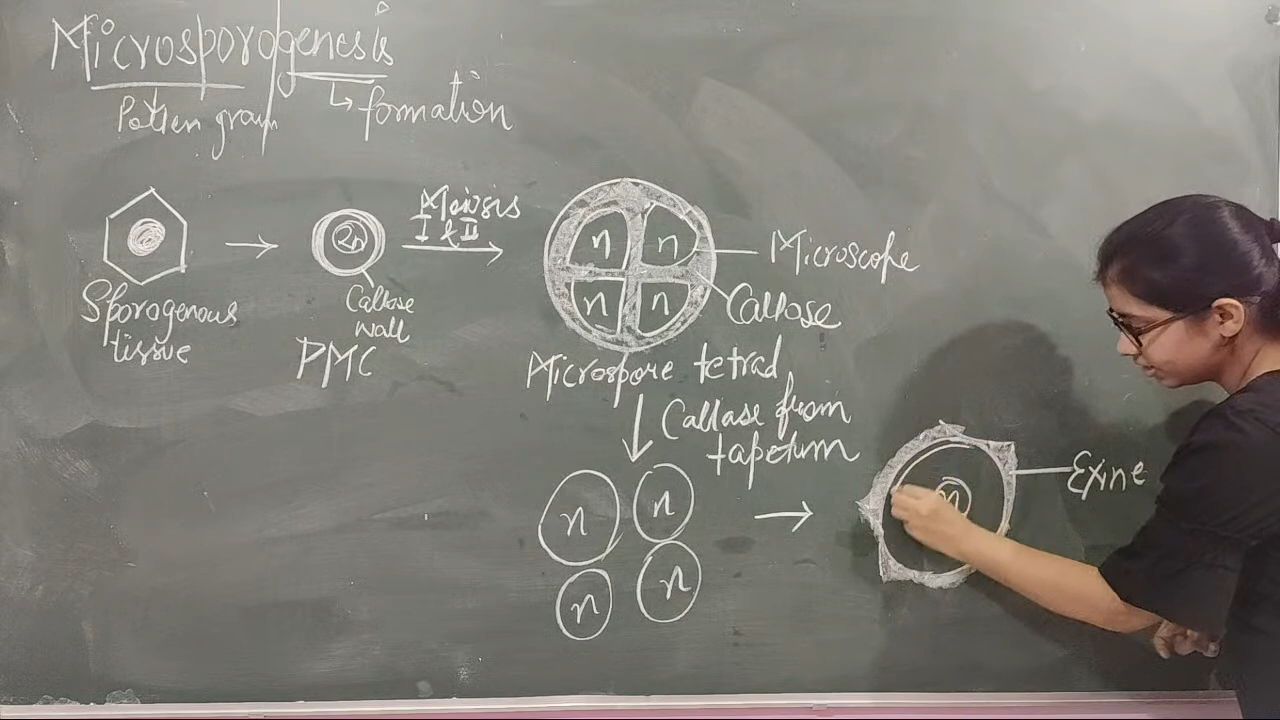 Microsporogenesis
Pollen grain
↳ formation
Meiosis
I & II
2n
n n
n n
Microscope
Callose
Callose
wall
Sporogenous
tissue
PMC
Microspore tetrad
Callase from
tapetum
n n
n n
n
Exine